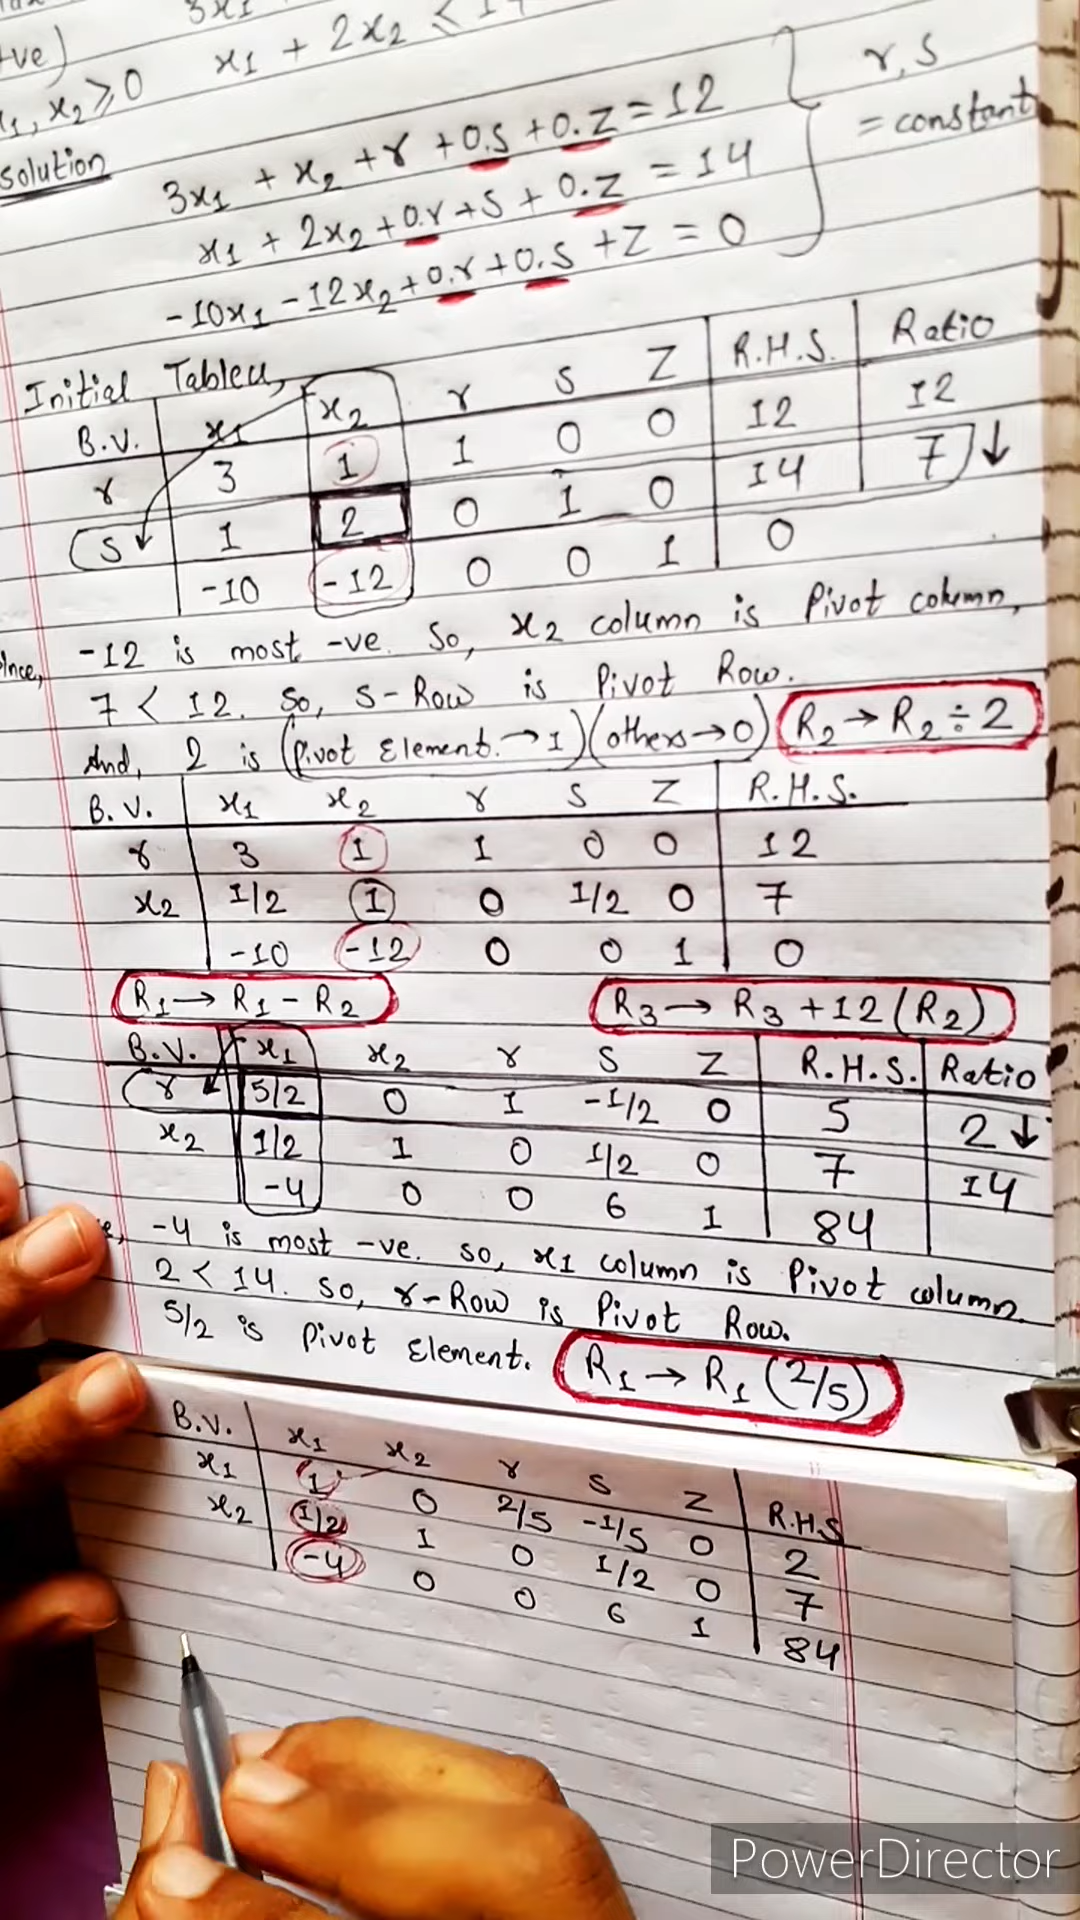 3x1
+ve)
x1 + 2x2 ≤ 14
x1, x2 ≥ 0
Solution
3x1 + x2 + r + 0.s + 0.z = 12
x1 + 2x2 + 0.r + s + 0.z = 14
-10x1 - 12x2 + 0.r + 0.s + z = 0
r, s
= constant
Initial Tableu,
B.V. x1 x2 r s z R.H.S. Ratio
r 3 1 1 0 0 12 12
s 1 2 0 1 0 14 7 ↓
-10 -12 0 0 1 0
-12 is most -ve. So, x2 column is Pivot column,
7 < 12. So, s-Row is Pivot Row.
And, 2 is (Pivot Element. → 1) (others → 0) R2 → R2 ÷ 2
B.V. x1 x2 r s z R.H.S.
r 3 1 1 0 0 12
x2 1/2 1 0 1/2 0 7
-10 -12 0 0 1 0
R1 → R1 - R2 R3 → R3 + 12 (R2)
B.V. x1 x2 r s z R.H.S. Ratio
r 5/2 0 1 -1/2 0 5 2 ↓
x2 1/2 1 0 1/2 0 7 14
-4 0 0 6 1 84
-4 is most -ve. So, x1 column is Pivot column
2 < 14. So, r-Row is Pivot Row.
5/2 is Pivot Element. R1 → R1 (2/5)
B.V. x1 x2 r s z R.H.S
x1 1 0 2/5 -1/5 0 2
x2 1/2 1 0 1/2 0 7
-4 0 0 6 1 84
PowerDirector